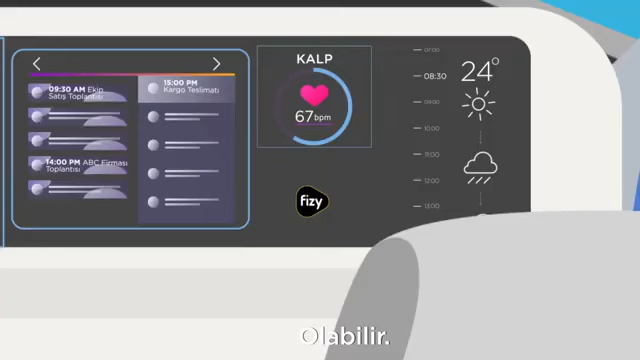 09:30 AM Ekip
Satış Toplantısı
14:00 PM ABC Firması
Toplantısı
15:00 PM
Kargo Teslimatı
KALP
67 bpm
fizy
07:00
08:30
09:00
10:00
11:00
12:00
13:00
24°
Olabilir.